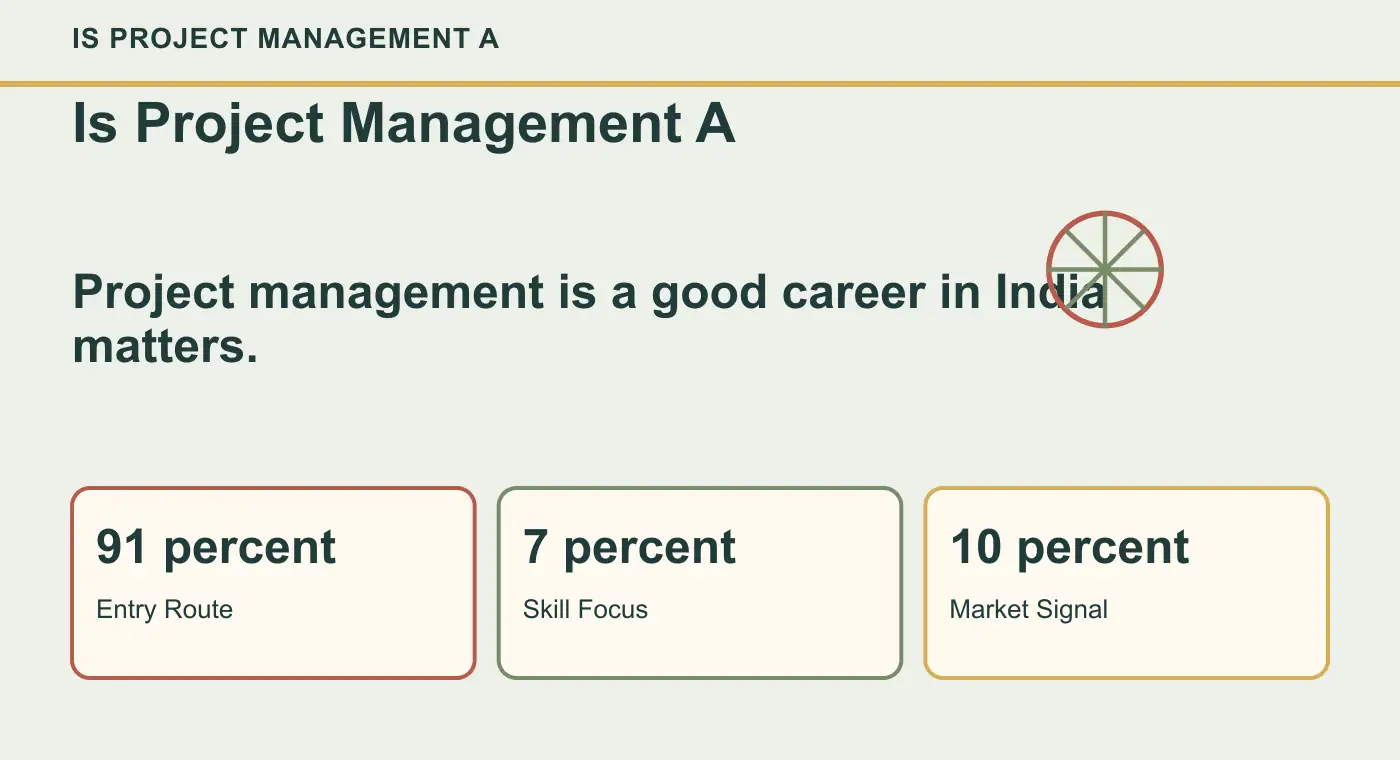 IS PROJECT MANAGEMENT A
Is Project Management A
Project management is a good career in India
matters.
91 percent
Entry Route
7 percent
Skill Focus
10 percent
Market Signal